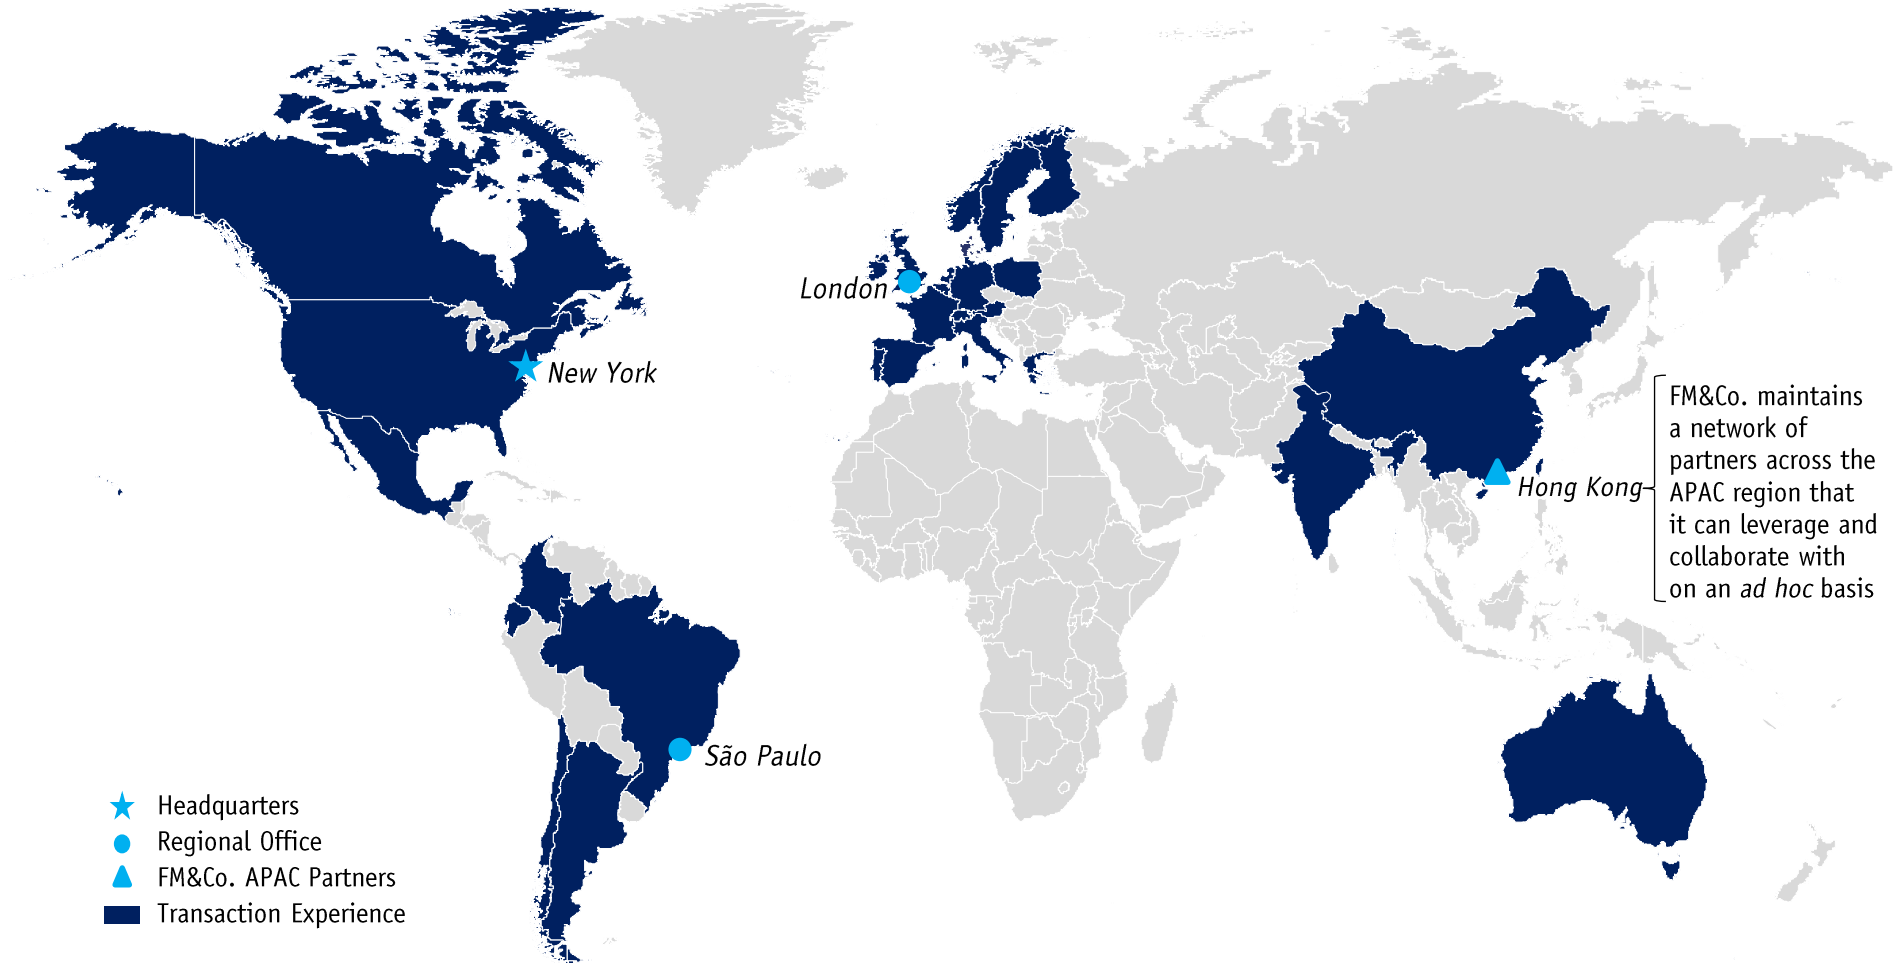 London
New York
FM&Co. maintains
a network of
partners across the
APAC region that
it can leverage and
collaborate with
on an ad hoc basis
Hong Kong
São Paulo
Headquarters
Regional Office
FM&Co. APAC Partners
Transaction Experience